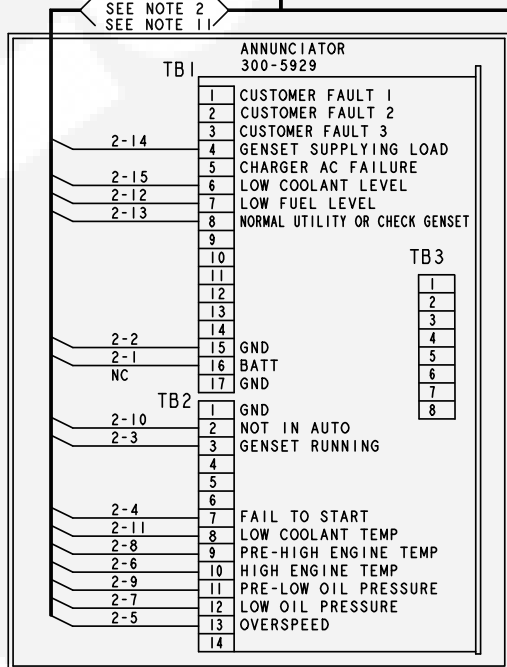 SEE NOTE 2
SEE NOTE 11
ANNUNCIATOR
300-5929
TB1
1 CUSTOMER FAULT 1
2 CUSTOMER FAULT 2
3 CUSTOMER FAULT 3
2-14 4 GENSET SUPPLYING LOAD
5 CHARGER AC FAILURE
2-15 6 LOW COOLANT LEVEL
2-12 7 LOW FUEL LEVEL
2-13 8 NORMAL UTILITY OR CHECK GENSET
9
10
11
12
13
14
2-2 15 GND
2-1 16 BATT
NC 17 GND
TB3
1
2
3
4
5
6
7
8
TB2
1 GND
2-10 2 NOT IN AUTO
2-3 3 GENSET RUNNING
4
5
6
2-4 7 FAIL TO START
2-11 8 LOW COOLANT TEMP
2-8 9 PRE-HIGH ENGINE TEMP
2-6 10 HIGH ENGINE TEMP
2-9 11 PRE-LOW OIL PRESSURE
2-7 12 LOW OIL PRESSURE
2-5 13 OVERSPEED
14